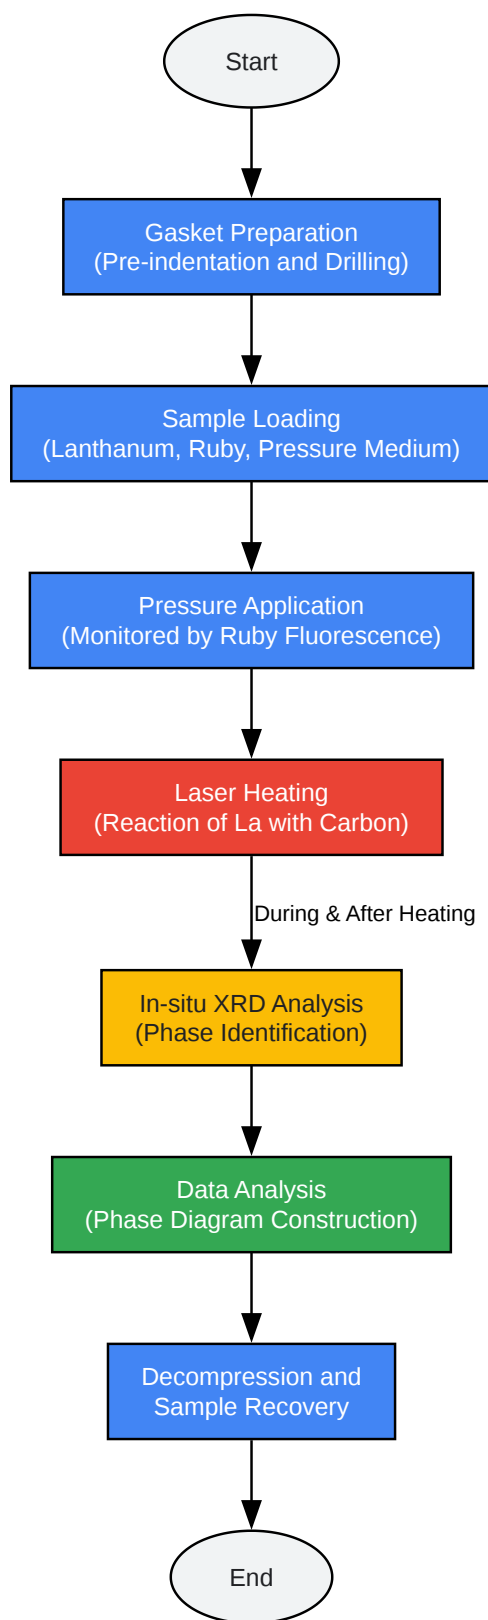 Start
Gasket Preparation
(Pre-indentation and Drilling)
Sample Loading
(Lanthanum, Ruby, Pressure Medium)
Pressure Application
(Monitored by Ruby Fluorescence)
Laser Heating
(Reaction of La with Carbon)
During & After Heating
In-situ XRD Analysis
(Phase Identification)
Data Analysis
(Phase Diagram Construction)
Decompression and
Sample Recovery
End